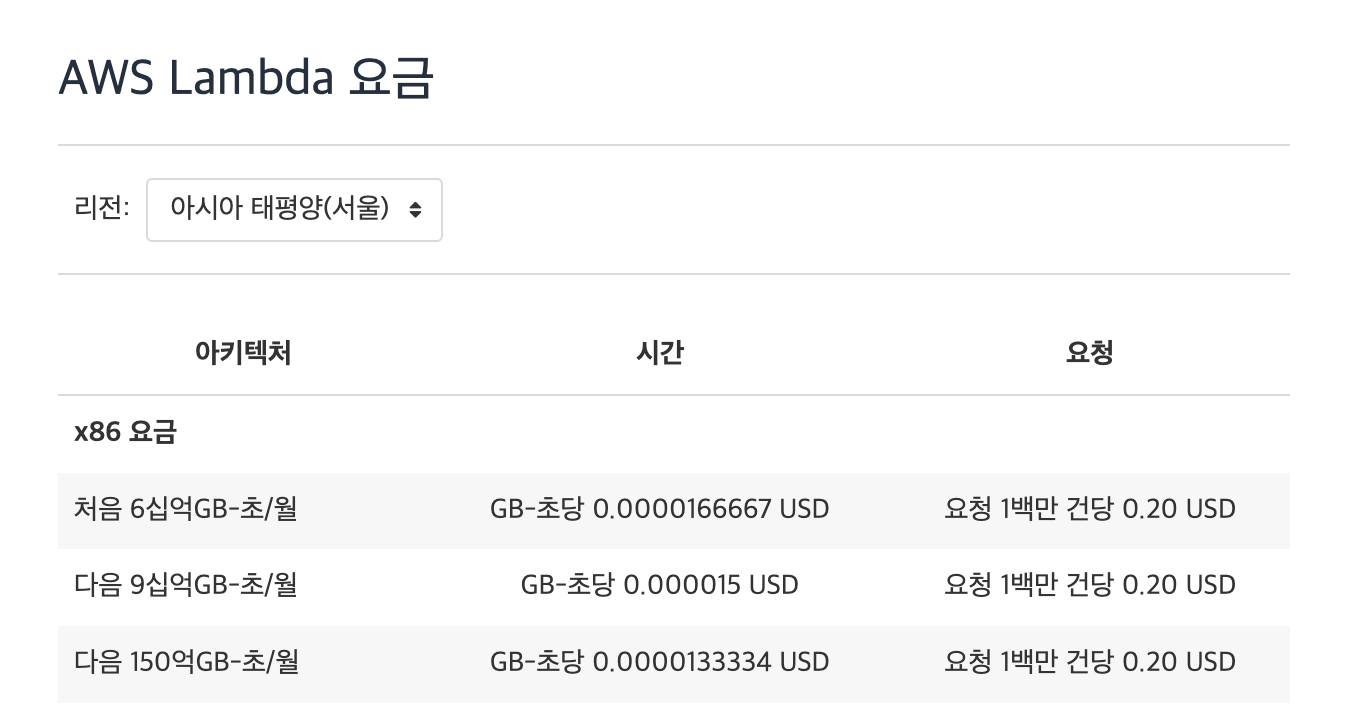 AWS Lambda 요금
리전: 아시아 태평양(서울)
아키텍처 시간 요청
x86 요금
처음 6십억GB-초/월 GB-초당 0.0000166667 USD 요청 1백만 건당 0.20 USD
다음 9십억GB-초/월 GB-초당 0.000015 USD 요청 1백만 건당 0.20 USD
다음 150억GB-초/월 GB-초당 0.0000133334 USD 요청 1백만 건당 0.20 USD